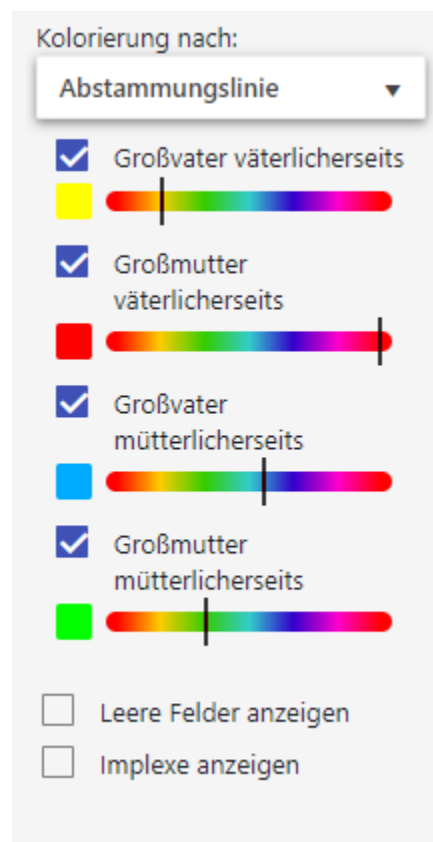 Kolorierung nach:
Abstammungslinie
Großvater väterlicherseits
Großmutter
väterlicherseits
Großvater
mütterlicherseits
Großmutter
mütterlicherseits
Leere Felder anzeigen
Implexe anzeigen